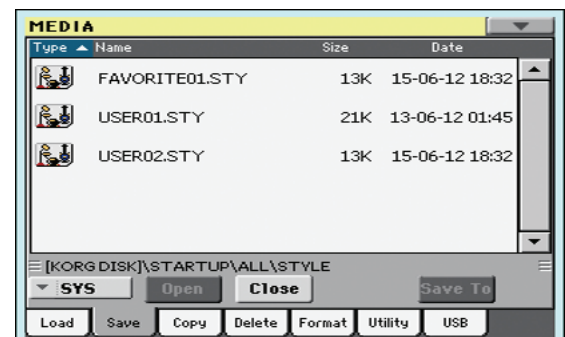 MEDIA
Type Name Size Date
FAVORITE01.STY 13K 15-06-12 18:32
USER01.STY 21K 13-06-12 01:45
USER02.STY 13K 15-06-12 18:32
[KORG DISK]\STARTUP\ALL\STYLE
SYS Open Close Save To
Load Save Copy Delete Format Utility USB